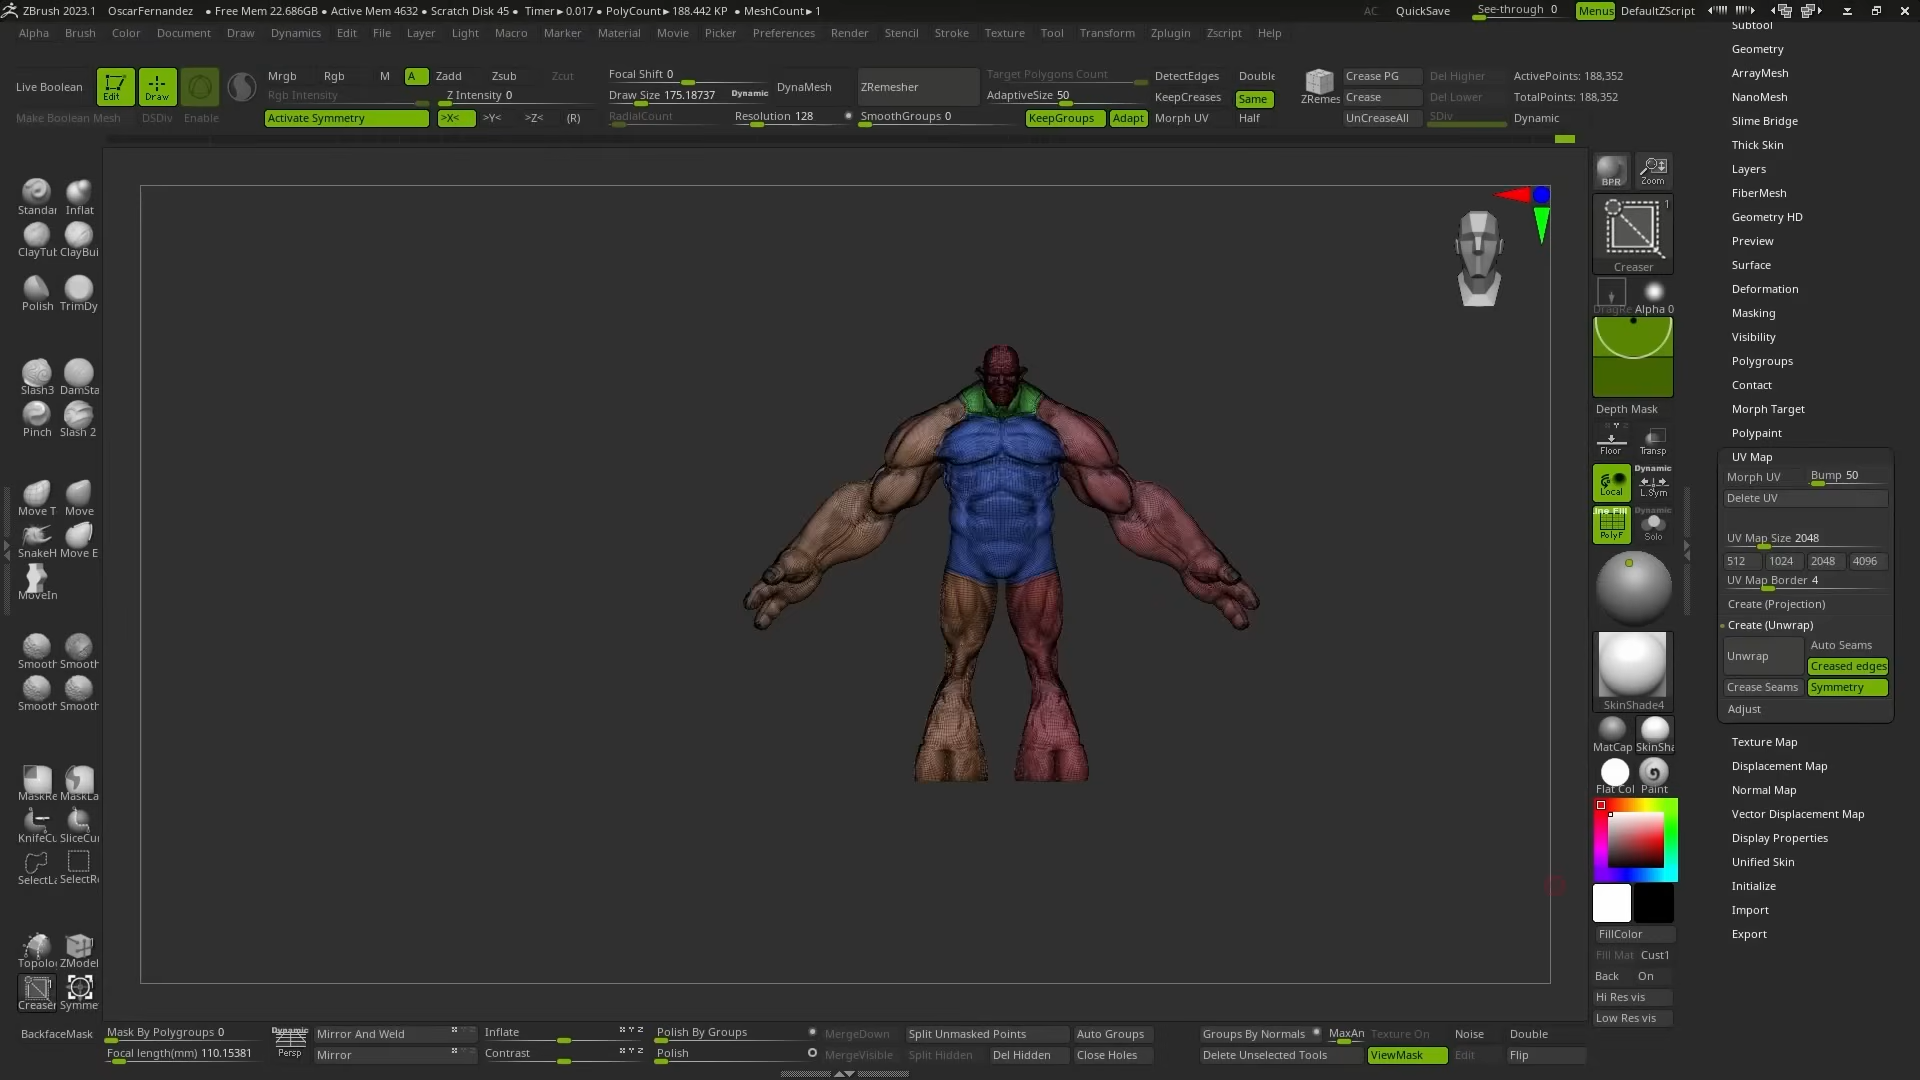 ZBrush 2023.1 OscarFernandez • Free Mem 22.686GB • Active Mem 4632 • Scratch Disk 45 • Timer▸0.017 • PolyCount▸188.442 KP • MeshCount▸1 AC QuickSave See-through 0 Menus DefaultZScript
Alpha Brush Color Document Draw Dynamics Edit File Layer Light Macro Marker Material Movie Picker Preferences Render Stencil Stroke Texture Tool Transform Zplugin Zscript Help
Live Boolean
Make Boolean Mesh
Edit
Draw
DSDiv Enable
Mrgb Rgb M A Zadd Zsub Zcut
Rgb Intensity Z Intensity 0
Activate Symmetry >X< >Y< >Z< (R)
Focal Shift 0
Draw Size 175.18737 Dynamic DynaMesh
RadialCount Resolution 128
ZRemesher
SmoothGroups 0
Target Polygons Count
AdaptiveSize 50
KeepGroups Adapt
DetectEdges Double
KeepCreases Same
Morph UV Half
ZRemes
Crease PG Del Higher
Crease Del Lower
UnCreaseAll SDiv
ActivePoints: 188,352
TotalPoints: 188,352
Dynamic
Standar Inflat
ClayTut ClayBui
Polish TrimDy
Slash3 DamSta
Pinch Slash 2
Move T Move
SnakeH Move E
MoveIn
Smooth Smooth
Smooth Smooth
MaskRe MaskLa
KnifeCu SliceCur
SelectLa SelectRe
Topolo ZModel
1
Creaser Symme
BackfaceMask
BPR Zoom
1
Creaser
DragRe Alpha 0
Depth Mask
Floor Transp
Dynamic
Local L.Sym
Line Fill Dynamic
PolyF Solo
SkinShade4
MatCap SkinSha
Flat Col Paint
FillColor
Fill Mat Cust1
Back On
Hi Res vis
Low Res vis
Subtool
Geometry
ArrayMesh
NanoMesh
Slime Bridge
Thick Skin
Layers
FiberMesh
Geometry HD
Preview
Surface
Deformation
Masking
Visibility
Polygroups
Contact
Morph Target
Polypaint
UV Map
Morph UV Bump 50
Delete UV
UV Map Size 2048
512 1024 2048 4096
UV Map Border 4
Create (Projection)
Create (Unwrap)
Unwrap
Auto Seams
Creased edges
Crease Seams Symmetry
Adjust
Texture Map
Displacement Map
Normal Map
Vector Displacement Map
Display Properties
Unified Skin
Initialize
Import
Export
Mask By Polygroups 0
Focal length(mm) 110.15381
Dynamic
Persp
Mirror And Weld
Mirror
Inflate
Contrast
Polish By Groups
Polish
MergeDown
MergeVisible
Split Unmasked Points
Split Hidden Del Hidden
Auto Groups
Close Holes
Groups By Normals MaxAn Texture On Noise Double
Delete Unselected Tools ViewMask Edit Flip